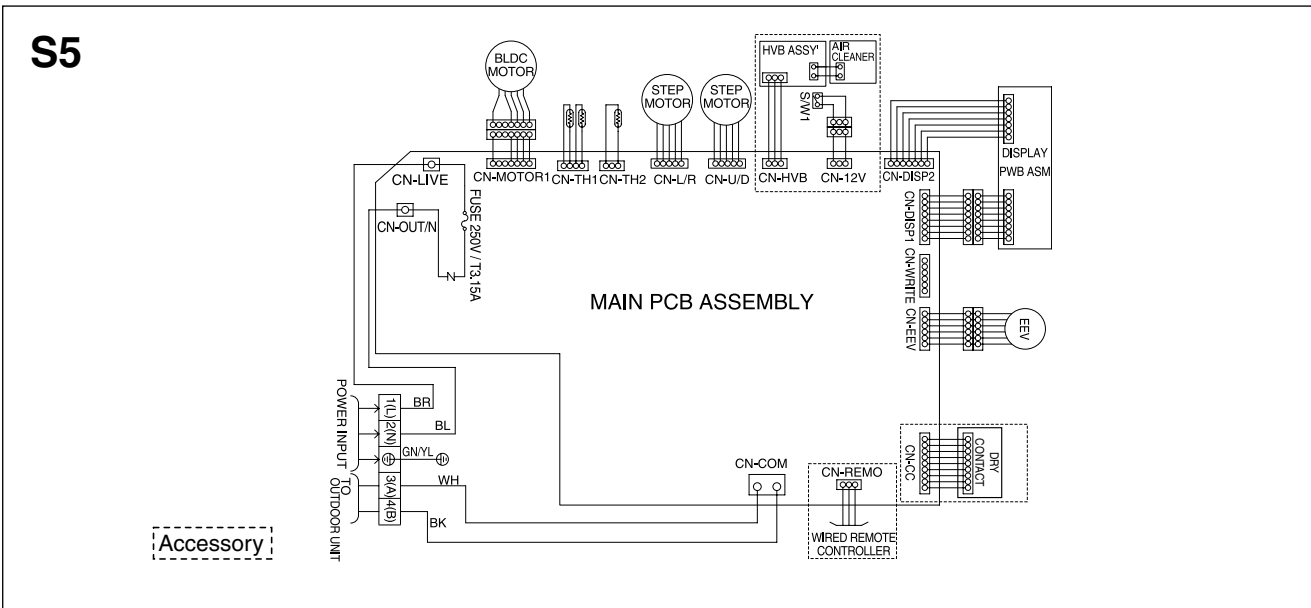 S5
BLDC
MOTOR
STEP
MOTOR
STEP
MOTOR
HVB ASSY'
AIR
CLEANER
S/W1
DISPLAY
PWB ASM
CN-LIVE
CN-MOTOR1
CN-TH1
CN-TH2
CN-L/R
CN-U/D
CN-HVB
CN-12V
CN-DISP2
CN-OUT/N
FUSE 250V / T3.15A
N
CN-DISP1
CN-WRITE
CN-EEV
EEV
MAIN PCB ASSEMBLY
POWER INPUT
1(L)
2(N)
BR
BL
GN/YL
TO
OUTDOOR UNIT
3(A)
4(B)
WH
BK
CN-COM
CN-REMO
WIRED REMOTE
CONTROLLER
CN-CC
DRY
CONTACT
Accessory